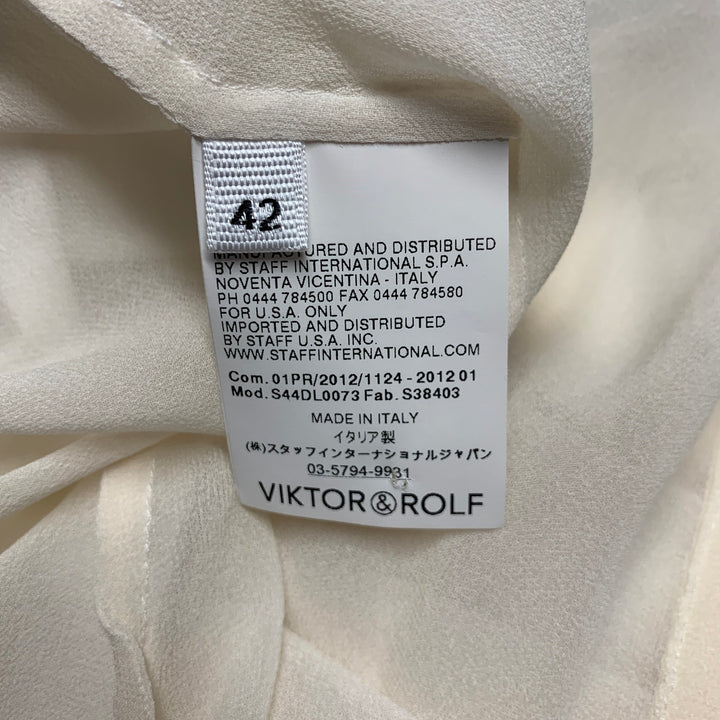 42
MANUFACTURED AND DISTRIBUTED
BY STAFF INTERNATIONAL S.P.A.
NOVENTA VICENTINA - ITALY
PH 0444 784500 FAX 0444 784580
FOR U.S.A. ONLY
IMPORTED AND DISTRIBUTED
BY STAFF U.S.A. INC.
WWW.STAFFINTERNATIONAL.COM
Com. 01PR/2012/1124 - 2012 01
Mod. S44DL0073 Fab. S38403
MADE IN ITALY
イタリア製
(株)スタッフインターナショナルジャパン
03-5794-9931
VIKTOR&ROLF